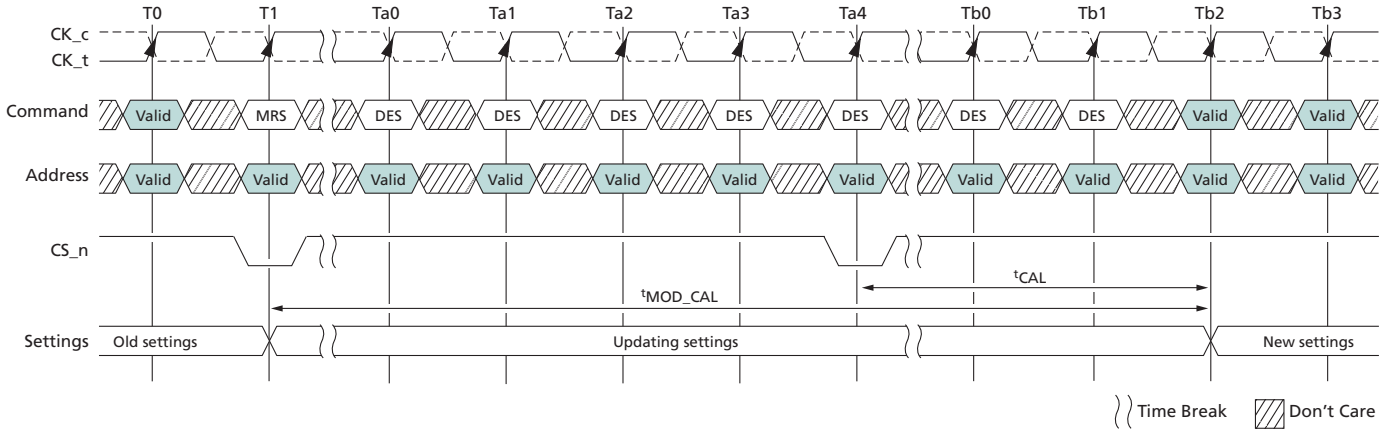 T0 T1 Ta0 Ta1 Ta2 Ta3 Ta4 Tb0 Tb1 Tb2 Tb3
CK_c
CK_t
Command Valid MRS DES DES DES DES DES DES DES Valid Valid
Address Valid Valid Valid Valid Valid Valid Valid Valid Valid Valid Valid
CS_n
tCAL
tMOD_CAL
Settings Old settings Updating settings New settings
Time Break Don't Care